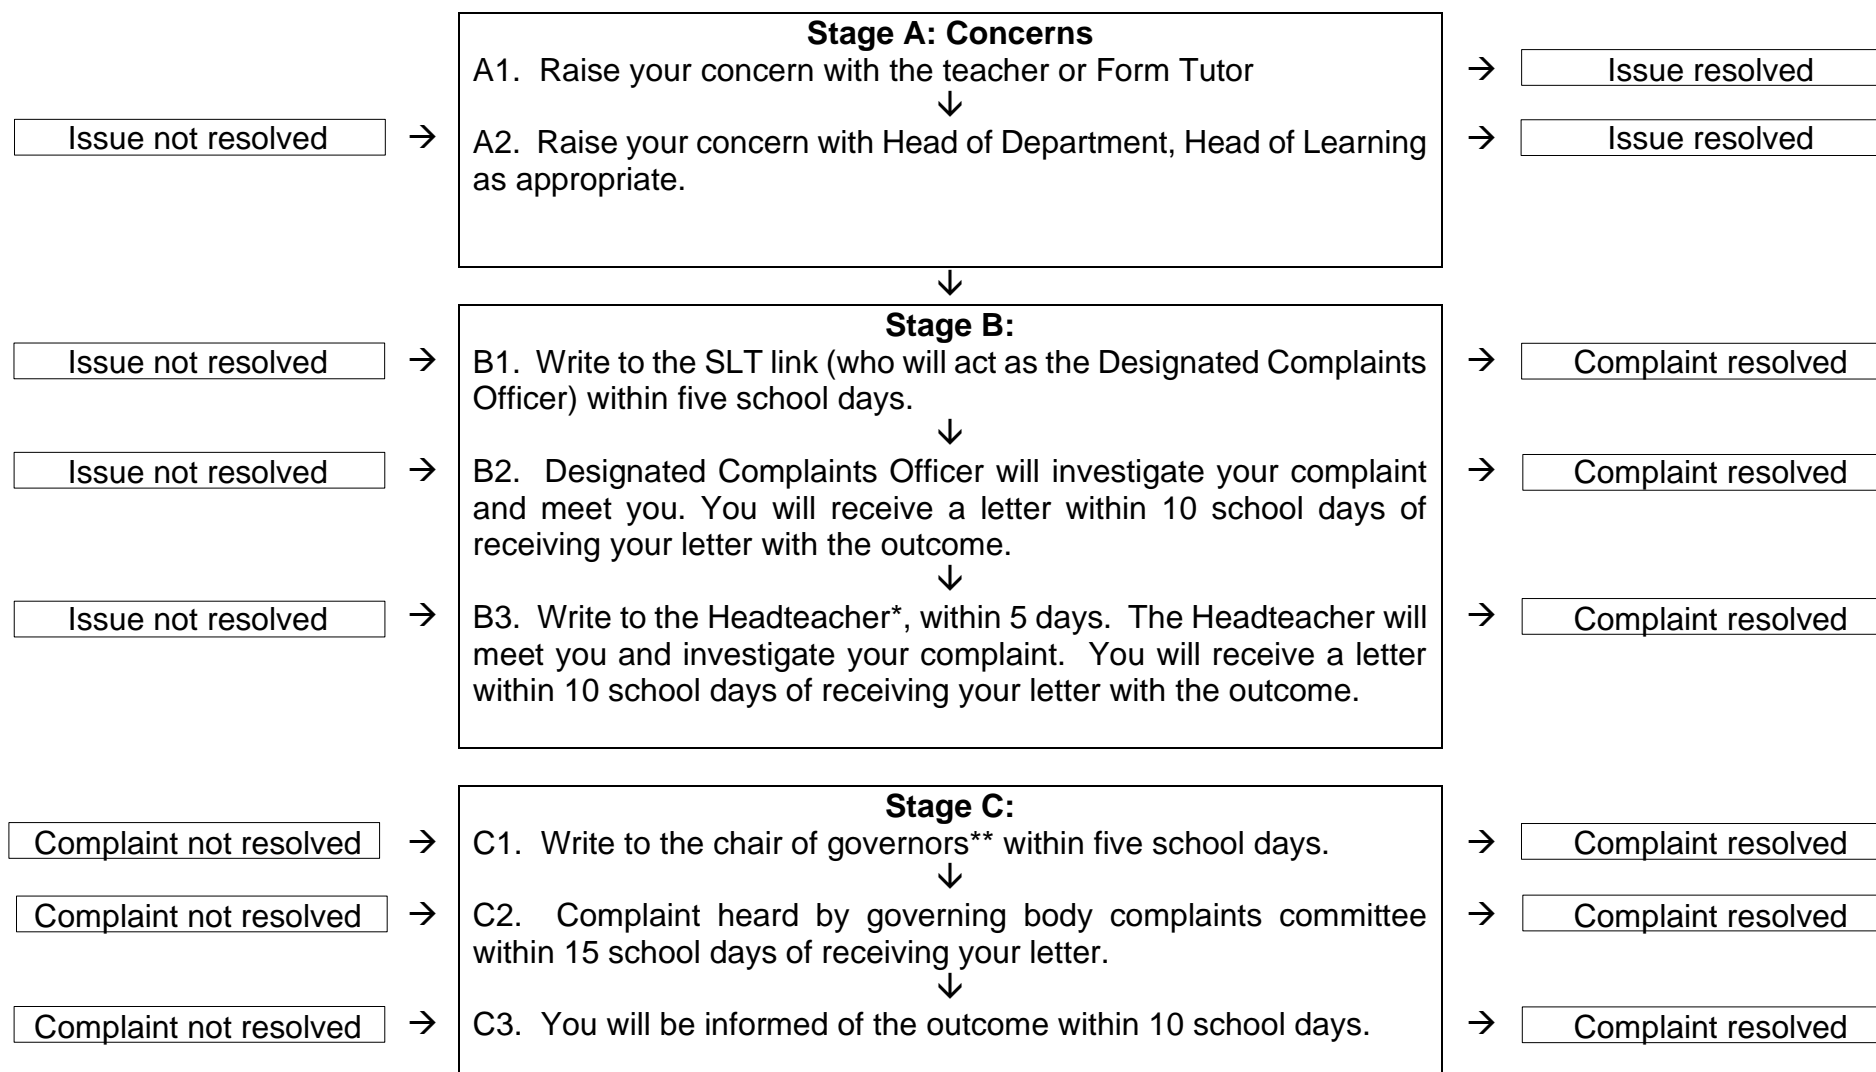 Stage A: Concerns
A1. Raise your concern with the teacher or Form Tutor
→ Issue resolved
↓
Issue not resolved →
A2. Raise your concern with Head of Department, Head of Learning
as appropriate.
→ Issue resolved
↓
Stage B:
Issue not resolved →
B1. Write to the SLT link (who will act as the Designated Complaints
Officer) within five school days.
→ Complaint resolved
↓
Issue not resolved →
B2. Designated Complaints Officer will investigate your complaint
and meet you. You will receive a letter within 10 school days of
receiving your letter with the outcome.
→ Complaint resolved
↓
Issue not resolved →
B3. Write to the Headteacher*, within 5 days. The Headteacher will
meet you and investigate your complaint. You will receive a letter
within 10 school days of receiving your letter with the outcome.
→ Complaint resolved
Stage C:
Complaint not resolved →
C1. Write to the chair of governors** within five school days.
→ Complaint resolved
↓
Complaint not resolved →
C2. Complaint heard by governing body complaints committee
within 15 school days of receiving your letter.
→ Complaint resolved
↓
Complaint not resolved →
C3. You will be informed of the outcome within 10 school days.
→ Complaint resolved